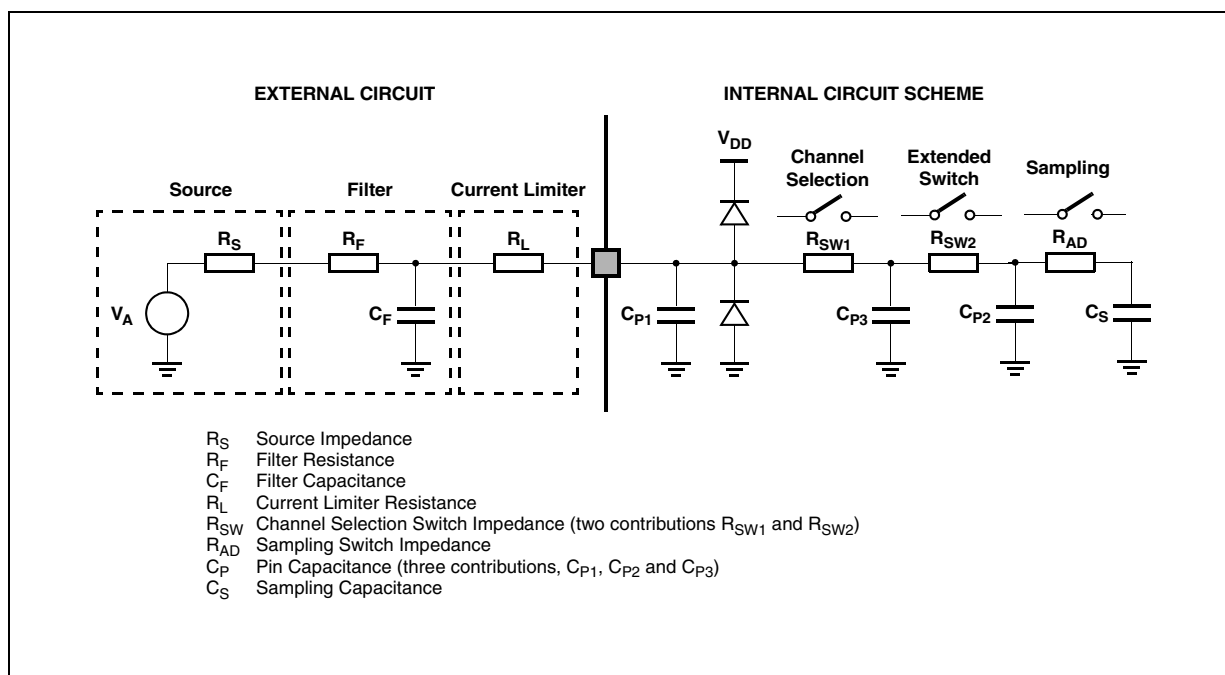 EXTERNAL CIRCUIT
INTERNAL CIRCUIT SCHEME
VDD
Channel
Selection
Extended
Switch
Sampling
Source
Filter
Current Limiter
RS
RF
RL
RSW1
RSW2
RAD
VA
CF
CP1
CP3
CP2
CS
RS Source Impedance
RF Filter Resistance
CF Filter Capacitance
RL Current Limiter Resistance
RSW Channel Selection Switch Impedance (two contributions RSW1 and RSW2)
RAD Sampling Switch Impedance
CP Pin Capacitance (three contributions, CP1, CP2 and CP3)
CS Sampling Capacitance